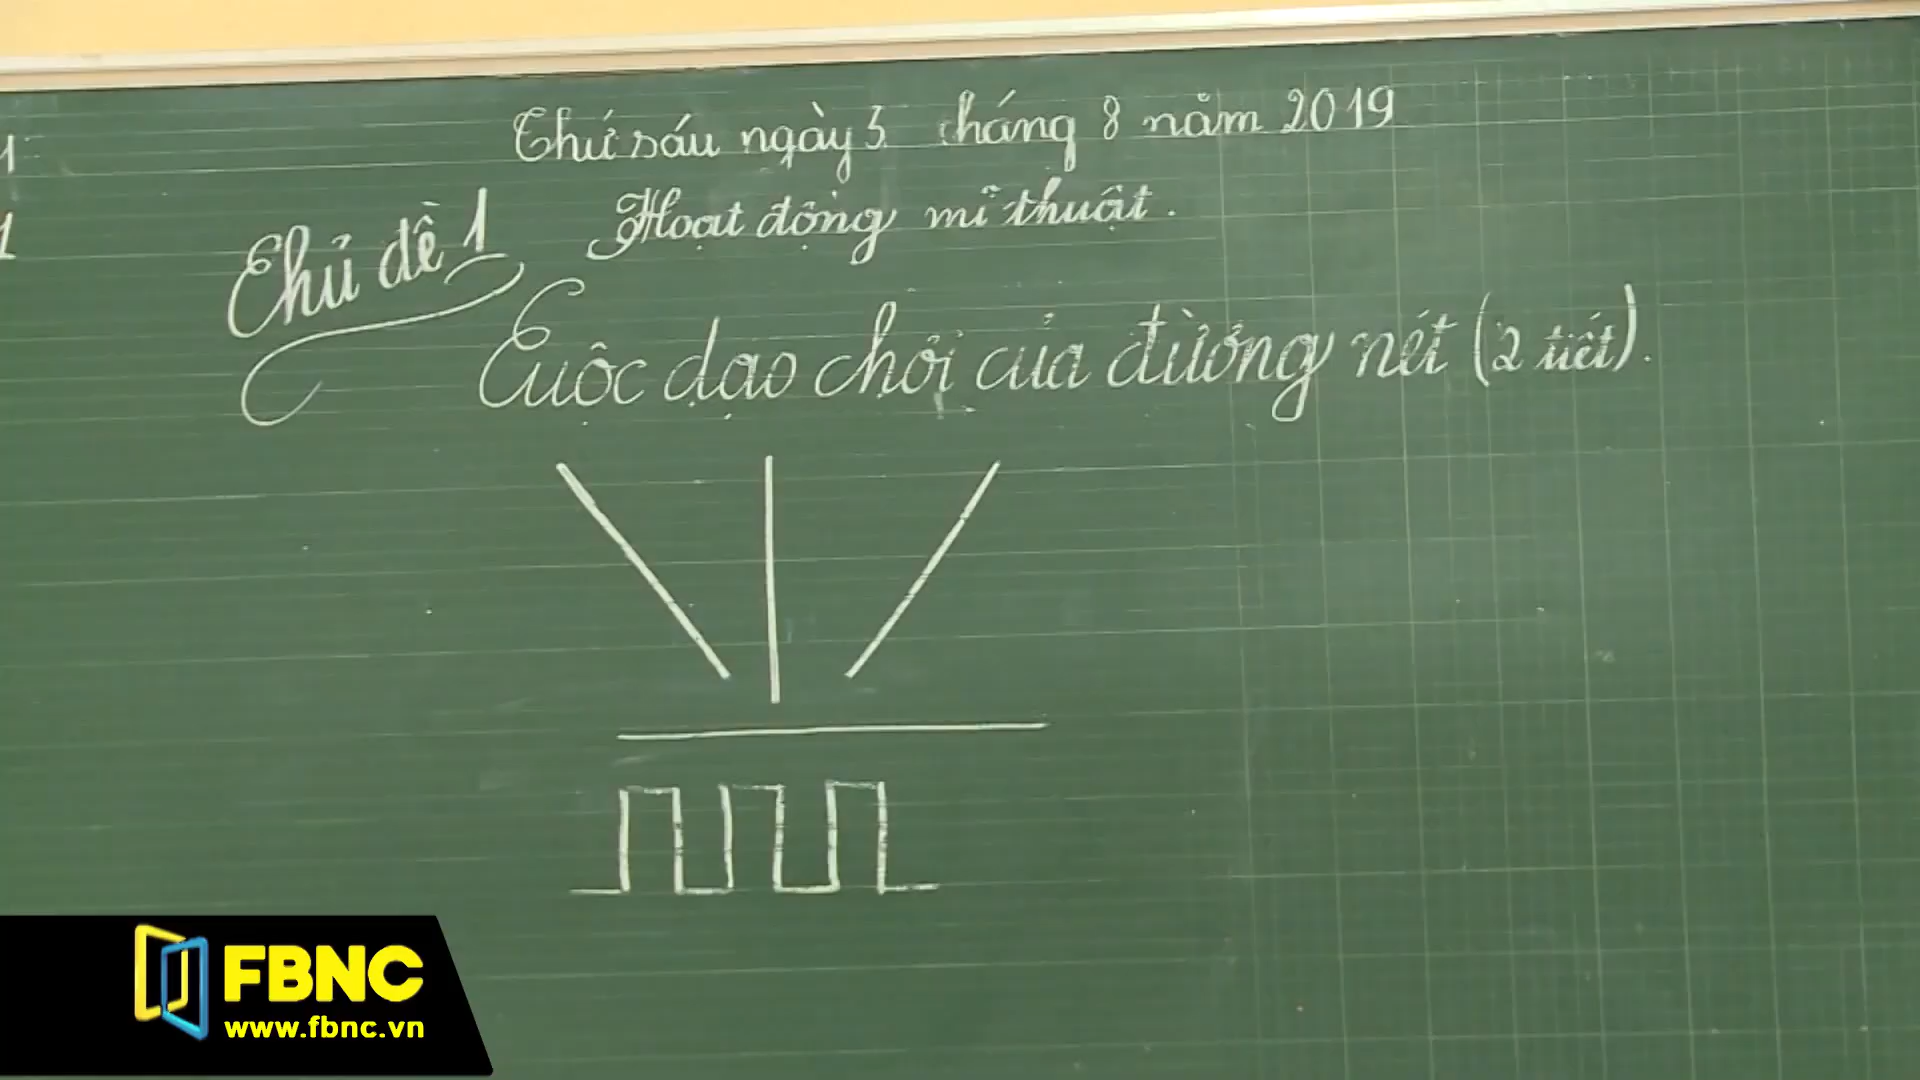 Thứ sáu ngày 5 tháng 8 năm 2019
Hoạt động mĩ thuật.
Chủ đề 1
Cuộc dạo chơi của đường nét (2 tiết).
FBNC
www.fbnc.vn